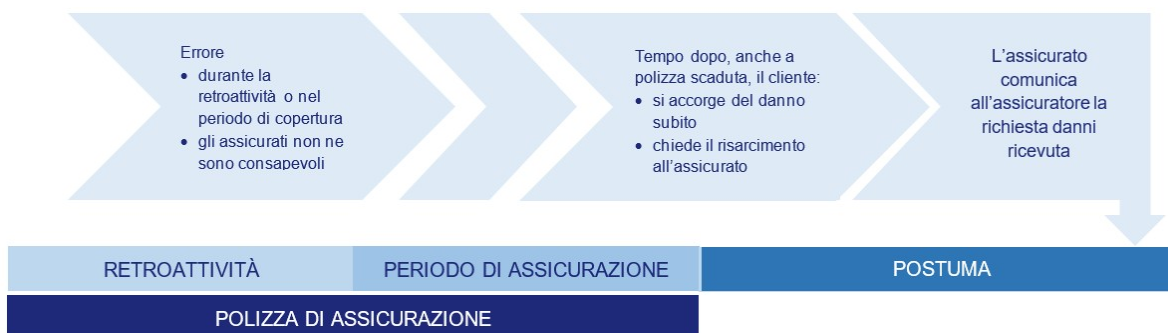 Errore
• durante la
retroattività o nel
periodo di copertura
• gli assicurati non ne
sono consapevoli
Tempo dopo, anche a
polizza scaduta, il cliente:
• si accorge del danno
subito
• chiede il risarcimento
all'assicurato
L'assicurato
comunica
all'assicuratore la
richiesta danni
ricevuta
RETROATTIVITÀ
PERIODO DI ASSICURAZIONE
POSTUMA
POLIZZA DI ASSICURAZIONE